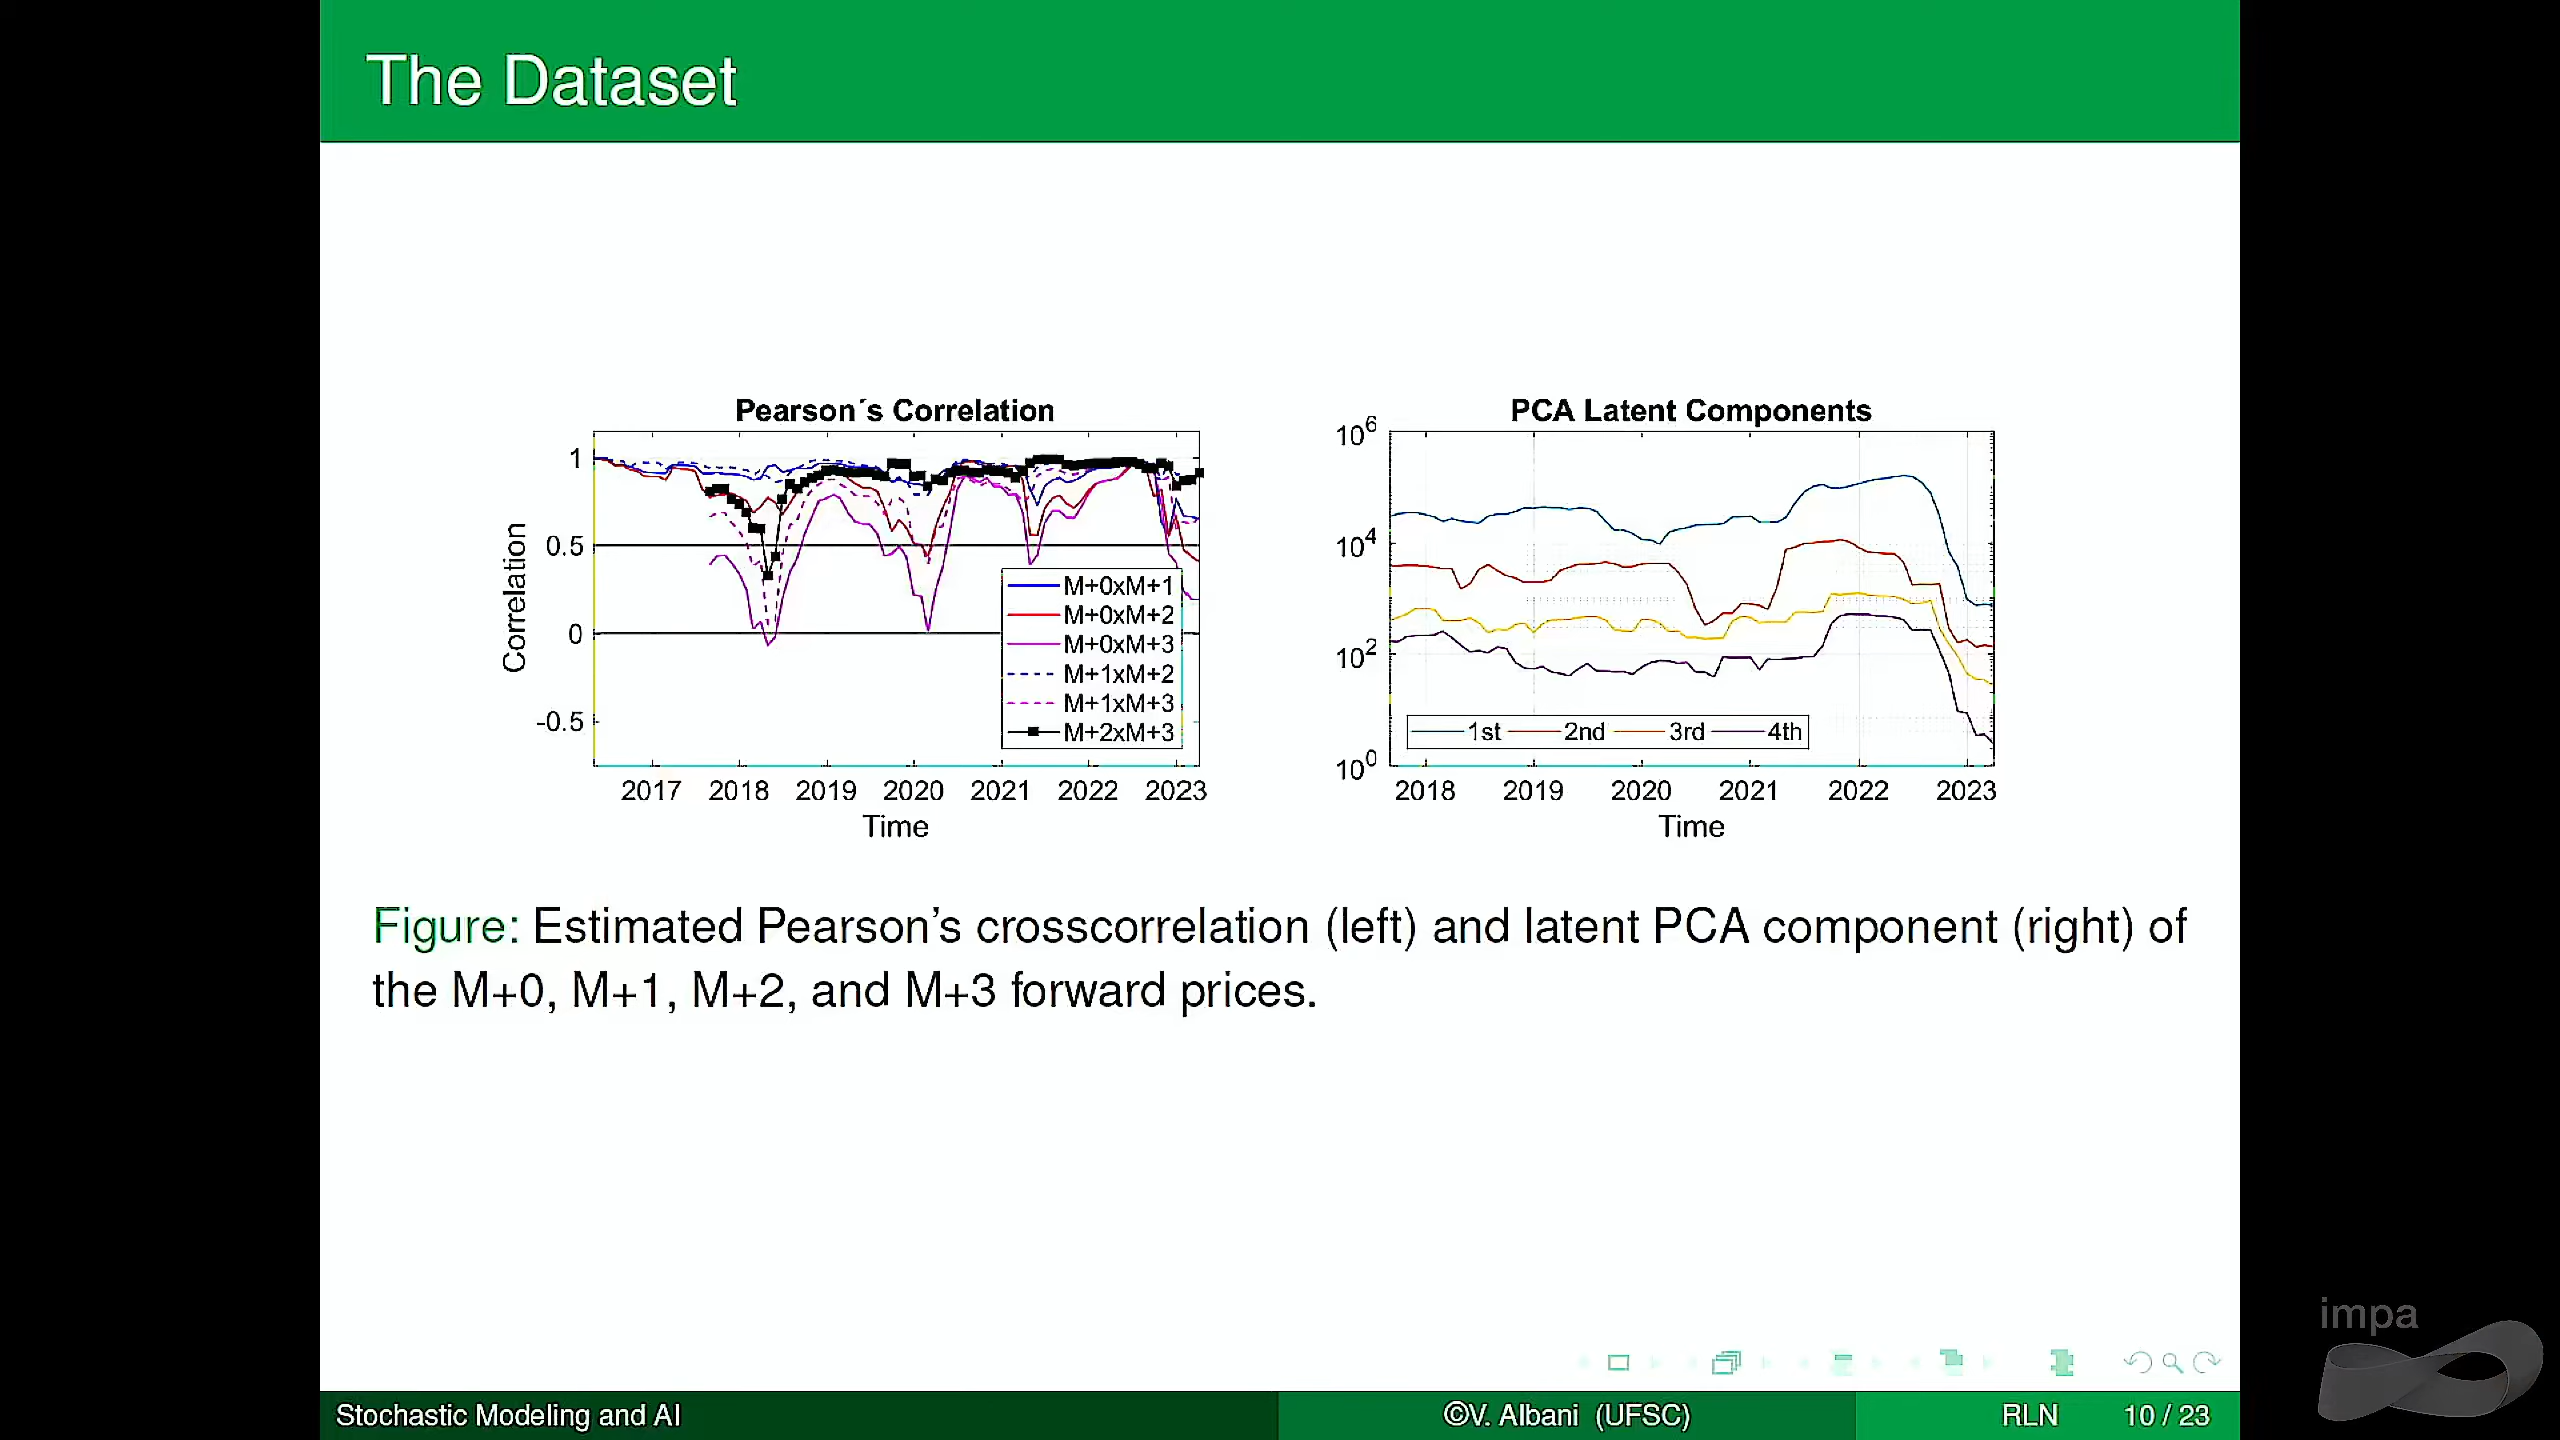 The Dataset
Pearson´s Correlation
1
0.5
0
-0.5
Correlation
M+0xM+1
M+0xM+2
M+0xM+3
M+1xM+2
M+1xM+3
M+2xM+3
2017 2018 2019 2020 2021 2022 2023
Time
PCA Latent Components
10^6
10^4
10^2
10^0
1st 2nd 3rd 4th
2018 2019 2020 2021 2022 2023
Time
Figure: Estimated Pearson’s crosscorrelation (left) and latent PCA component (right) of
the M+0, M+1, M+2, and M+3 forward prices.
impa
Stochastic Modeling and AI ©V. Albani (UFSC) RLN 10 / 23